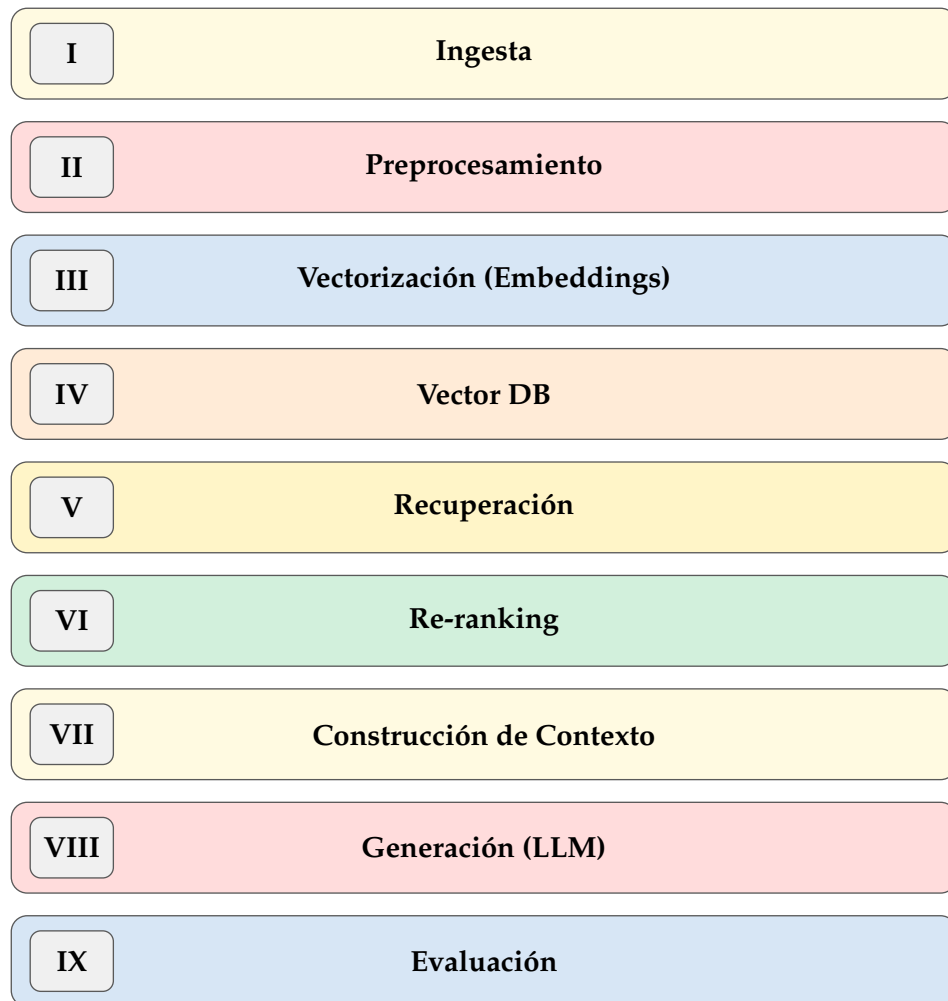 I Ingesta
II Preprocesamiento
III Vectorización (Embeddings)
IV Vector DB
V Recuperación
VI Re-ranking
VII Construcción de Contexto
VIII Generación (LLM)
IX Evaluación